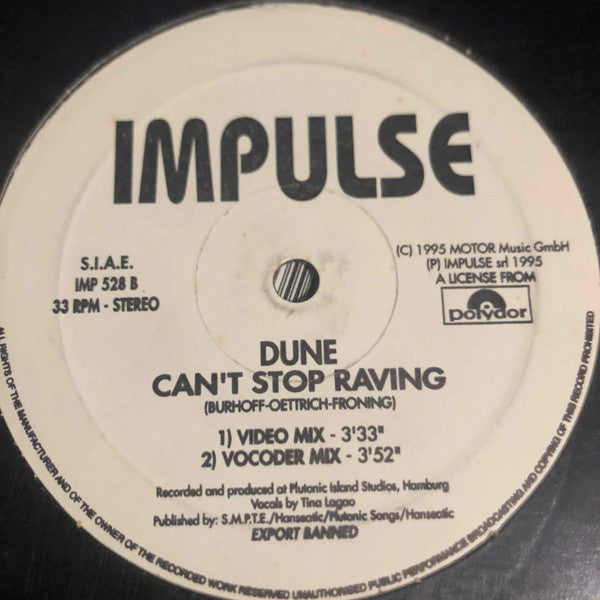 IMPULSE
S.I.A.E.
IMP 528 B
33 RPM - STEREO
(C) 1995 MOTOR Music GmbH
(P) IMPULSE srl 1995
A LICENSE FROM
polydor
DUNE
CAN'T STOP RAVING
(BURHOFF-OETTRICH-FRONING)
1) VIDEO MIX - 3'33"
2) VOCODER MIX - 3'52"
Recorded and produced at Plutonic Island Studios, Hamburg
Vocals by Tina Lagao
Published by: S.M.P.T.E./Hanseatic/Plutonic Songs/Hanseatic
EXPORT BANNED
ALL RIGHTS OF THE MANUFACTURER AND OF THE OWNER OF THE RECORDED WORK RESERVED UNAUTHORISED PUBLIC PERFORMANCE BROADCASTING AND COPYING OF THIS RECORD PROHIBITED